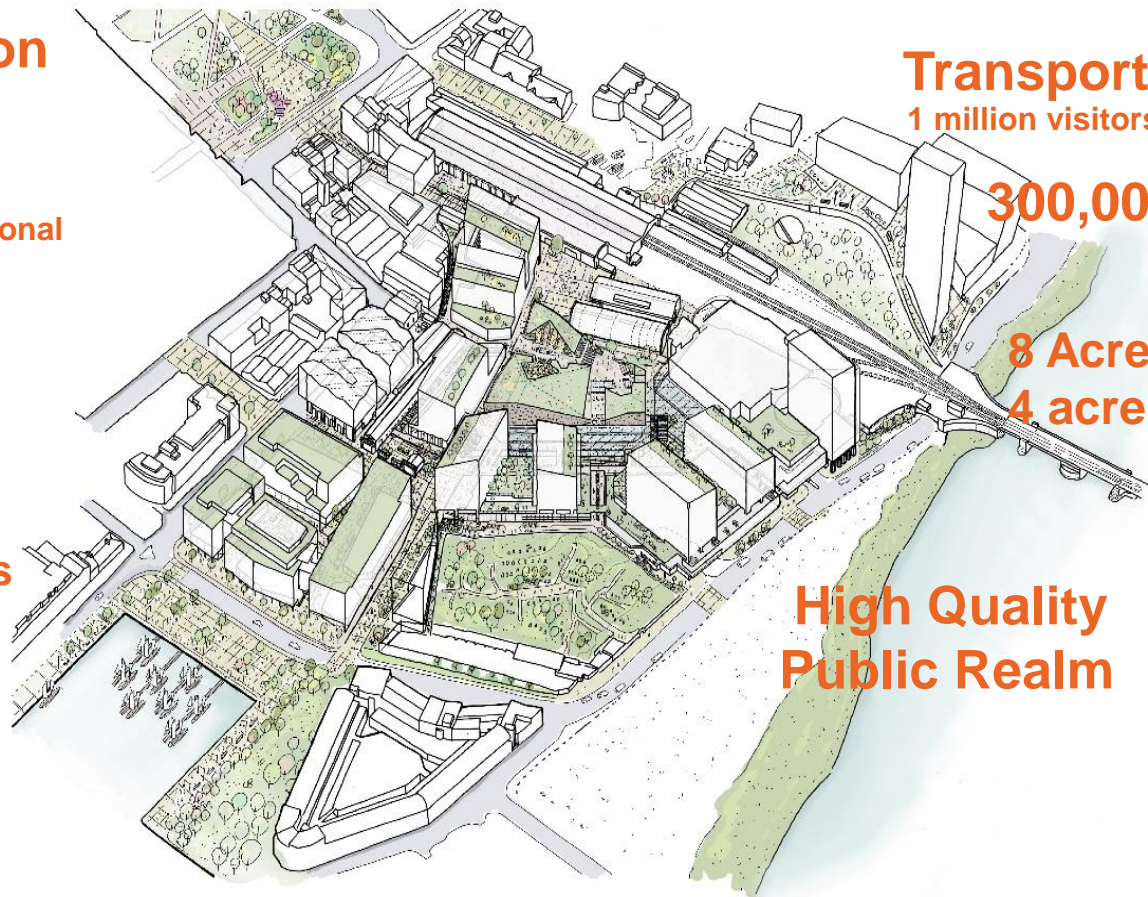 on
onal
s
Transport
1 million visitors
300,00
8 Acre
4 acre
High Quality
Public Realm